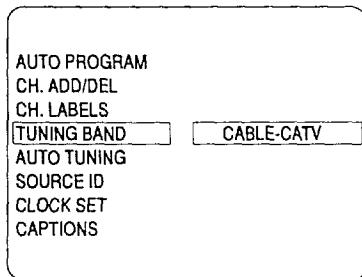 AUTO PROGRAM
CH. ADD/DEL
CH. LABELS
TUNING BAND CABLE-CATV
AUTO TUNING
SOURCE ID
CLOCK SET
CAPTIONS